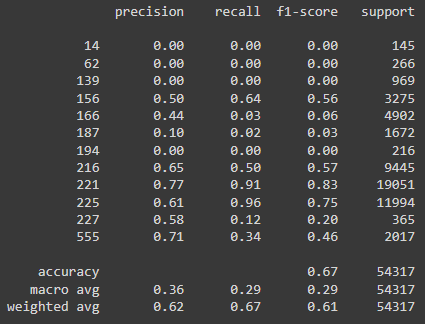 precision recall f1-score support
14 0.00 0.00 0.00 145
62 0.00 0.00 0.00 266
139 0.00 0.00 0.00 969
156 0.50 0.64 0.56 3275
166 0.44 0.03 0.06 4902
187 0.10 0.02 0.03 1672
194 0.00 0.00 0.00 216
216 0.65 0.50 0.57 9445
221 0.77 0.91 0.83 19051
225 0.61 0.96 0.75 11994
227 0.58 0.12 0.20 365
555 0.71 0.34 0.46 2017
accuracy 0.67 54317
macro avg 0.36 0.29 0.29 54317
weighted avg 0.62 0.67 0.61 54317